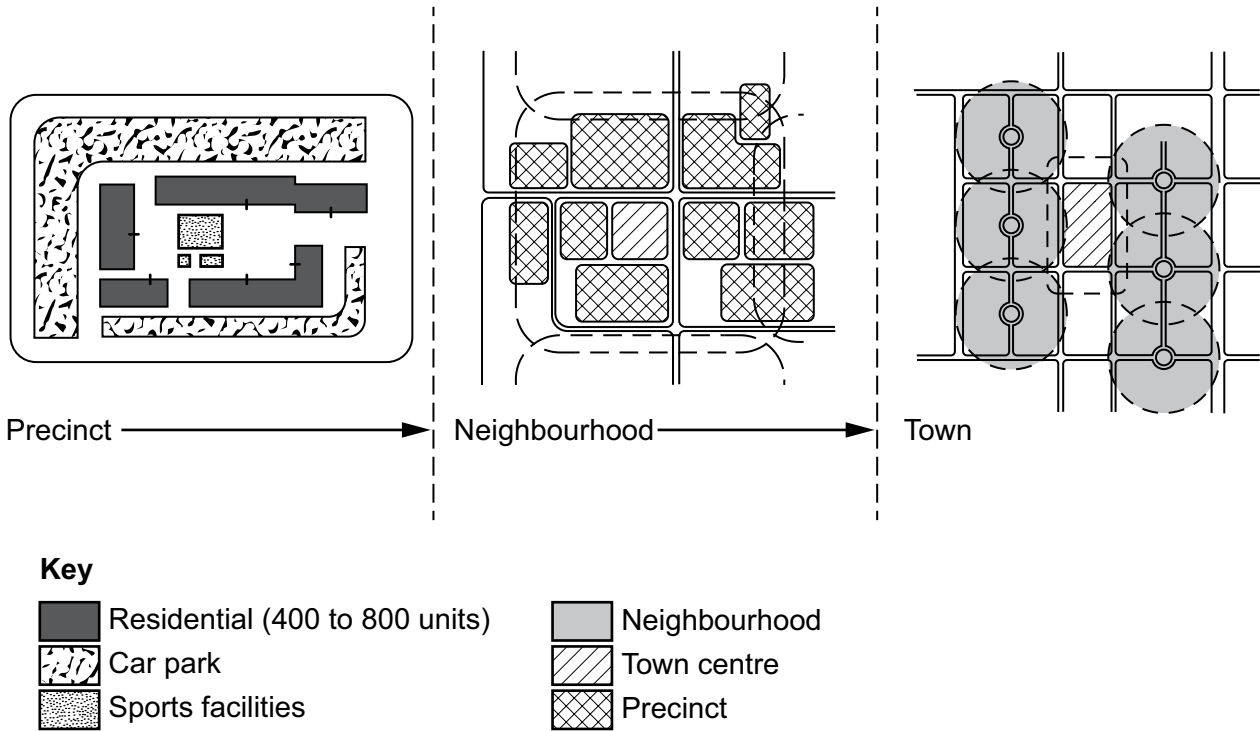 Precinct
Neighbourhood
Town
Key
Residential (400 to 800 units)
Car park
Sports facilities
Neighbourhood
Town centre
Precinct